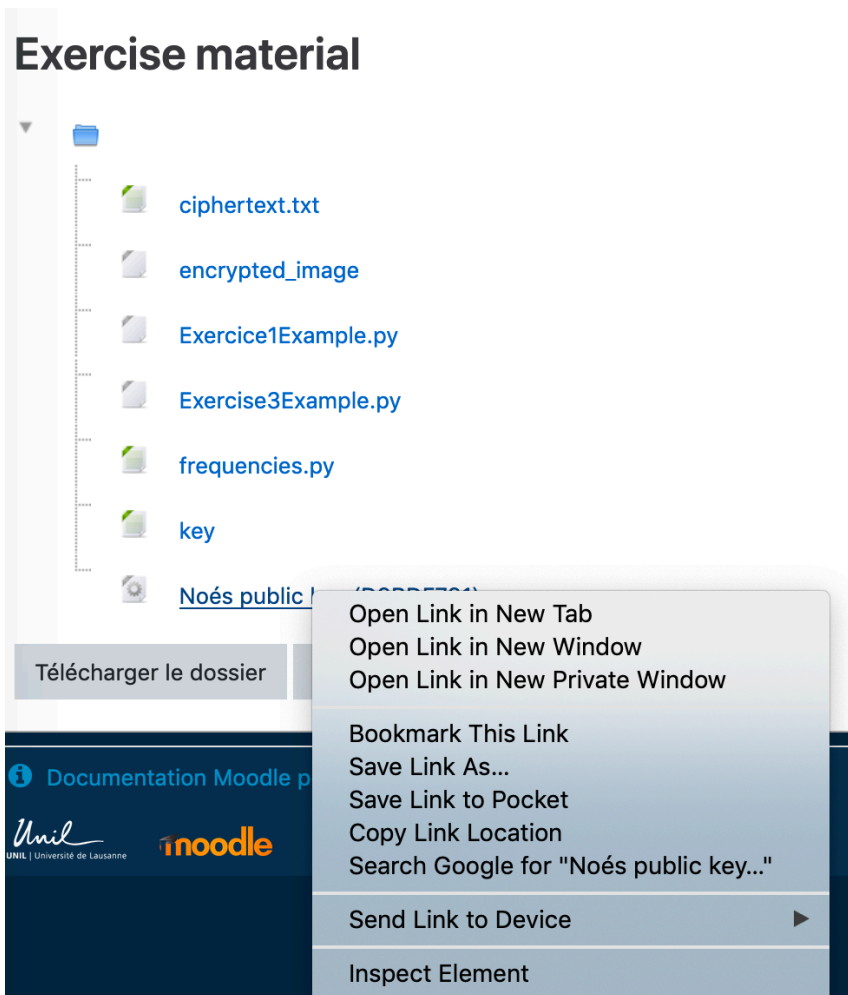 Exercise material
ciphertext.txt
encrypted_image
Exercice1Example.py
Exercise3Example.py
frequencies.py
key
Noés public
Télécharger le dossier
Open Link in New Tab
Open Link in New Window
Open Link in New Private Window
Bookmark This Link
Save Link As...
Save Link to Pocket
Copy Link Location
Search Google for "Noés public key..."
Send Link to Device
Inspect Element
Documentation Moodle p
Unil
UNIL | Université de Lausanne
moodle